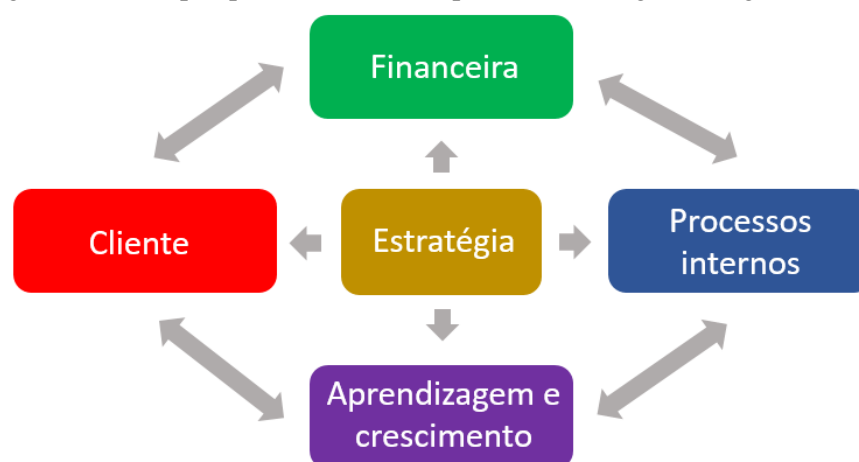 Financeira
Cliente
Estratégia
Processos
internos
Aprendizagem e
crescimento